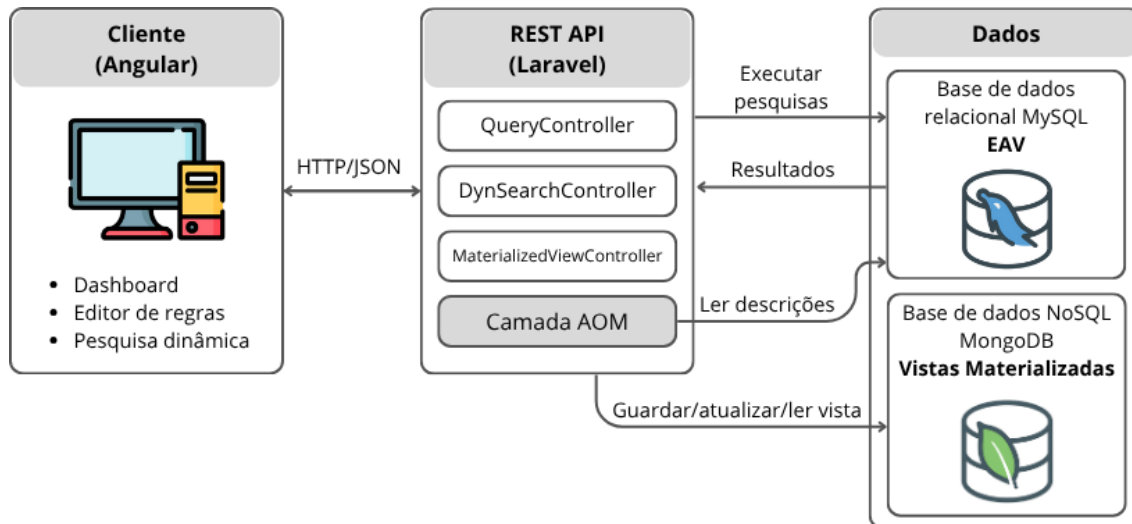 Cliente
(Angular)
HTTP/JSON
• Dashboard
• Editor de regras
• Pesquisa dinâmica
REST API
(Laravel)
QueryController
DynSearchController
MaterializedViewController
Camada AOM
Executar
pesquisas
Resultados
Ler descrições
Guardar/atualizar/ler vista
Dados
Base de dados
relacional MySQL
EAV
Base de dados NoSQL
MongoDB
Vistas Materializadas